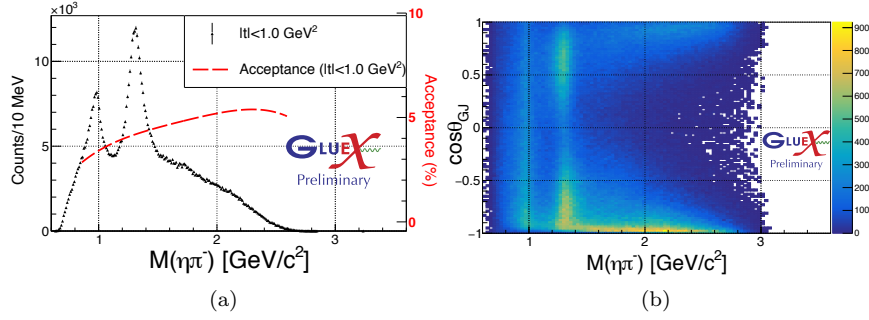 ×10³
10
5
0
Counts/10 MeV
|t|<1.0 GeV²
Acceptance (|t|<1.0 GeV²)
10
5
0
Acceptance (%)
GLUEX
Preliminary
1
2
3
M(ηπ⁻) [GeV/c²]
(a)
1
0.5
0
−0.5
−1
cosθGJ
GLUEX
Preliminary
1
2
3
M(ηπ⁻) [GeV/c²]
900
800
700
600
500
400
300
200
100
0
(b)